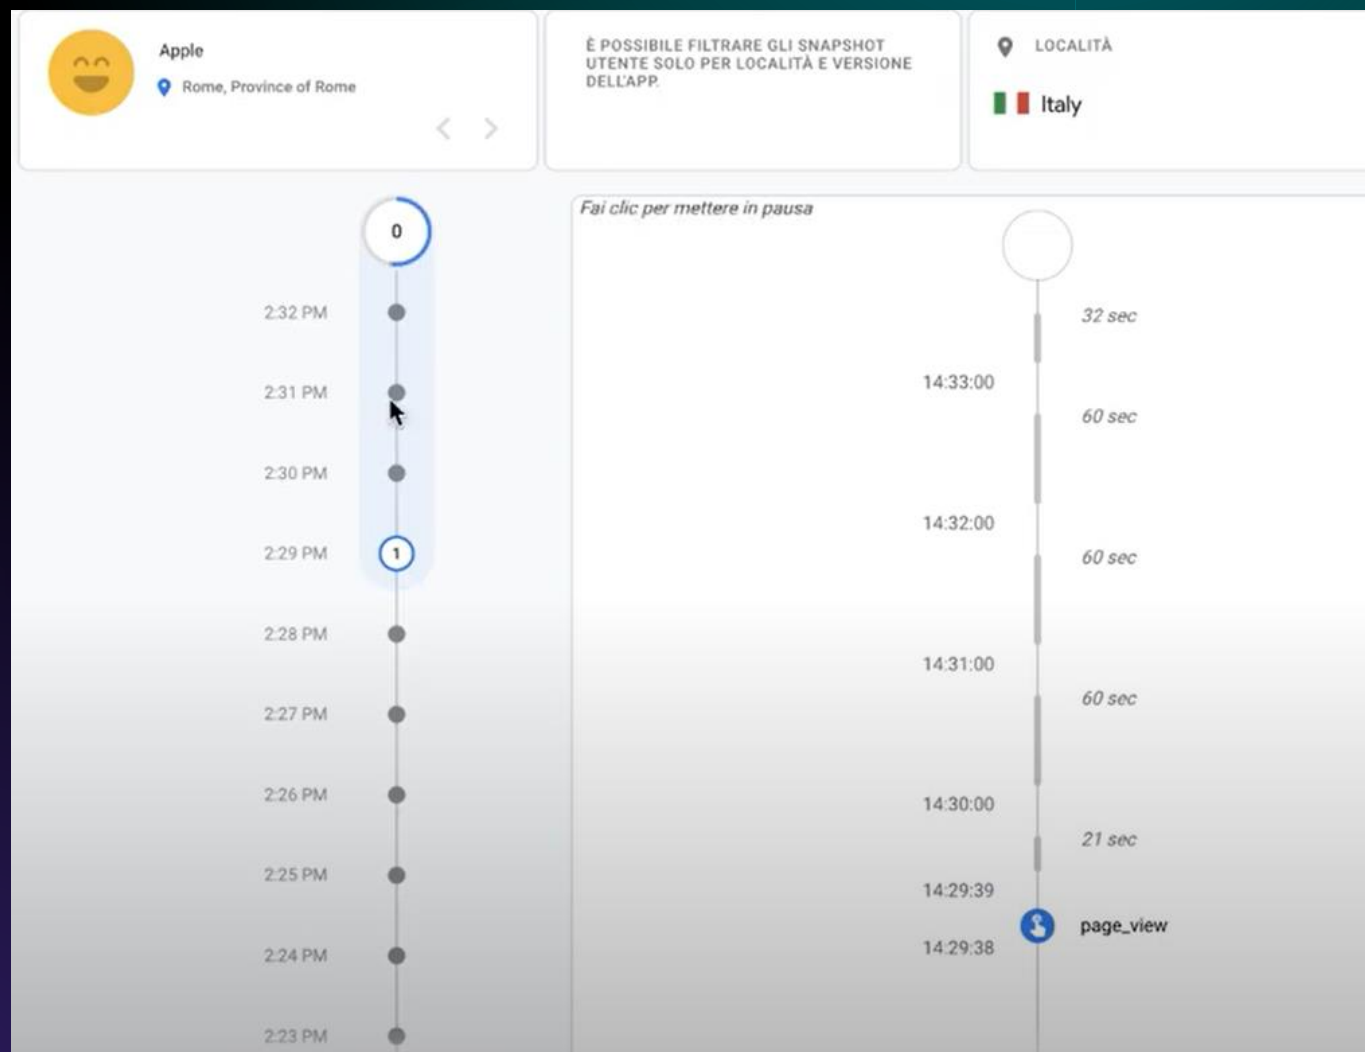 Apple
Rome, Province of Rome
È POSSIBILE FILTRARE GLI SNAPSHOT
UTENTE SOLO PER LOCALITÀ E VERSIONE
DELL'APP.
LOCALITÀ
Italy
0
2:32 PM
2:31 PM
2:30 PM
2:29 PM
1
2:28 PM
2:27 PM
2:26 PM
2:25 PM
2:24 PM
2:23 PM
Fai clic per mettere in pausa
32 sec
14:33:00
60 sec
14:32:00
60 sec
14:31:00
60 sec
14:30:00
21 sec
14:29:39
page_view
14:29:38